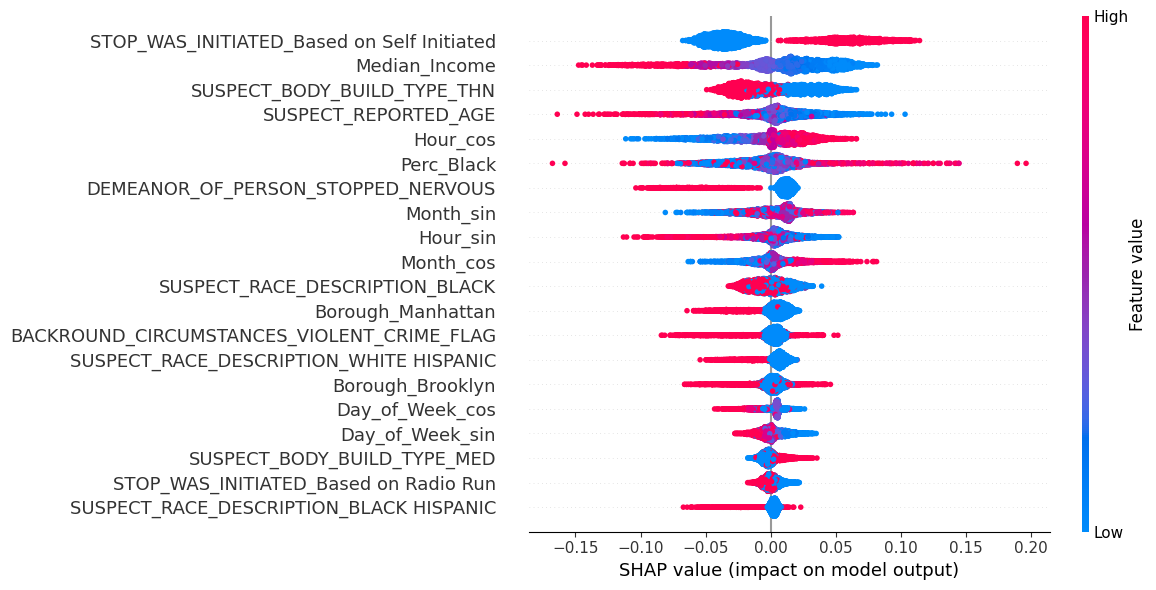 High
STOP_WAS_INITIATED_Based on Self Initiated
Median_Income
SUSPECT_BODY_BUILD_TYPE_THN
SUSPECT_REPORTED_AGE
Hour_cos
Perc_Black
DEMEANOR_OF_PERSON_STOPPED_NERVOUS
Month_sin
Hour_sin
Month_cos
SUSPECT_RACE_DESCRIPTION_BLACK
Borough_Manhattan
BACKROUND_CIRCUMSTANCES_VIOLENT_CRIME_FLAG
SUSPECT_RACE_DESCRIPTION_WHITE HISPANIC
Borough_Brooklyn
Day_of_Week_cos
Day_of_Week_sin
SUSPECT_BODY_BUILD_TYPE_MED
STOP_WAS_INITIATED_Based on Radio Run
SUSPECT_RACE_DESCRIPTION_BLACK HISPANIC
Feature value
Low
−0.15 −0.10 −0.05 0.00 0.05 0.10 0.15 0.20
SHAP value (impact on model output)